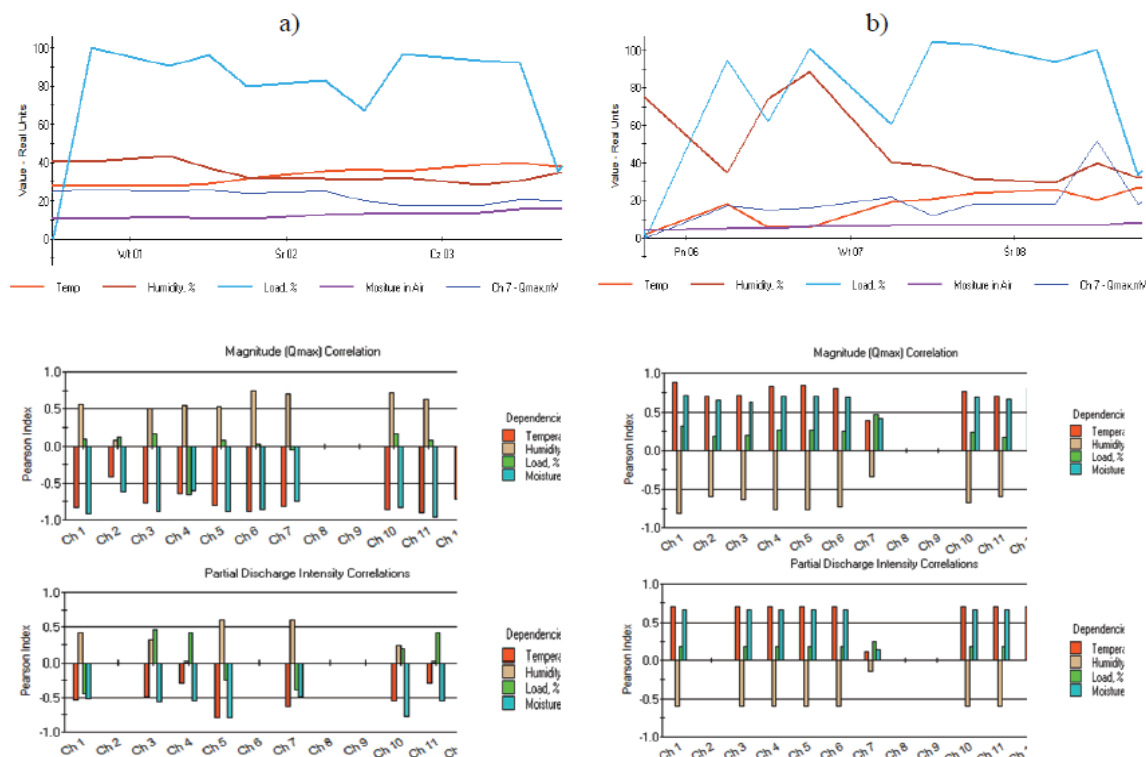 a)
Value - Real Units
100
80
60
40
20
0
Wt 01
Śr 02
Cz 03
Temp
Humidity, %
Load, %
Mositure in Air
Ch 7 - Qmax,mV
b)
Value - Real Units
100
80
60
40
20
0
Pn 06
Wt 07
Śr 08
Temp
Humidity, %
Load, %
Mositure in Air
Ch 7 - Qmax,mV
Magnitude (Qmax) Correlation
Pearson Index
1.0
0.5
0.0
-0.5
-1.0
Ch 1
Ch 2
Ch 3
Ch 4
Ch 5
Ch 6
Ch 7
Ch 8
Ch 9
Ch 10
Ch 11
Ch 1
Dependencie
Tempera
Humidity
Load, %
Moisture
Magnitude (Qmax) Correlation
Pearson Index
1.0
0.5
0.0
-0.5
-1.0
Ch 1
Ch 2
Ch 3
Ch 4
Ch 5
Ch 6
Ch 7
Ch 8
Ch 9
Ch 10
Ch 11
Ch 1
Dependencie
Tempera
Humidity
Load, %
Moisture
Partial Discharge Intensity Correlations
Pearson Index
1.0
0.5
0.0
-0.5
-1.0
Ch 1
Ch 2
Ch 3
Ch 4
Ch 5
Ch 6
Ch 7
Ch 8
Ch 9
Ch 10
Ch 11
Dependencie
Tempera
Humidity
Load, %
Moisture
Partial Discharge Intensity Correlations
Pearson Index
1.0
0.5
0.0
-0.5
-1.0
Ch 1
Ch 2
Ch 3
Ch 4
Ch 5
Ch 6
Ch 7
Ch 8
Ch 9
Ch 10
Ch 11
Dependencie
Tempera
Humidity
Load, %
Moisture